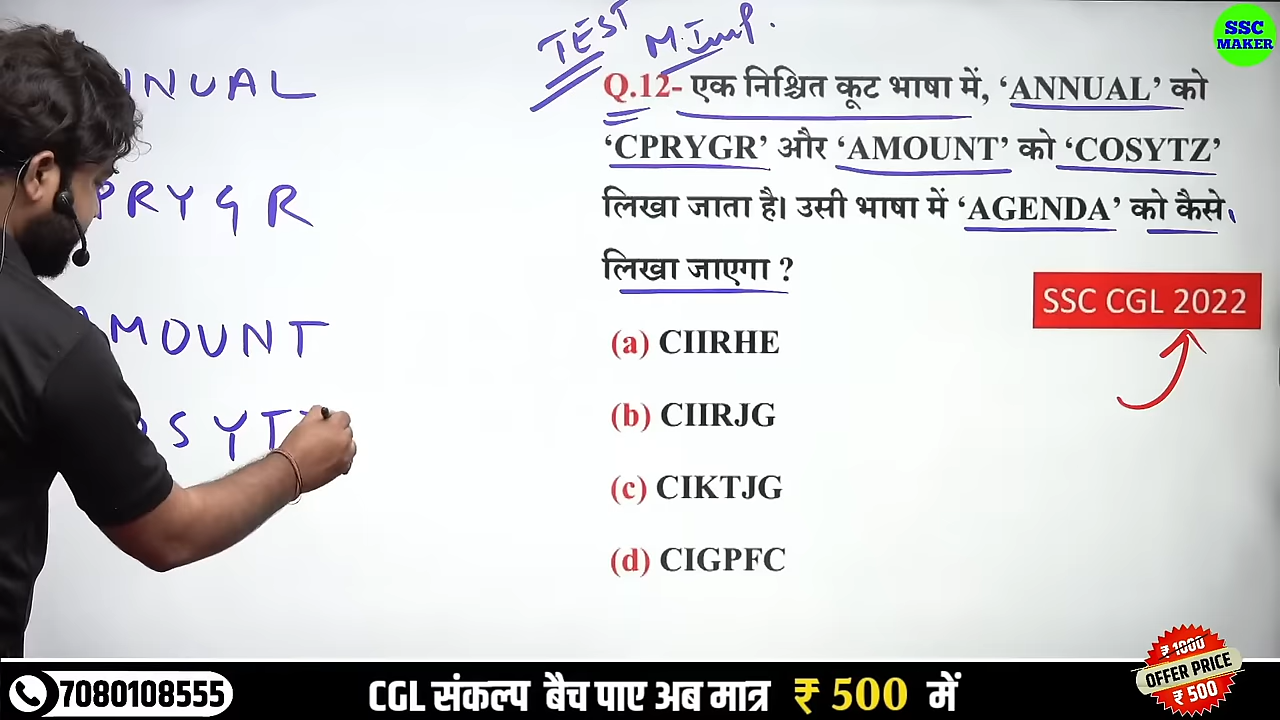 TEST
M.Imp.
SSC
MAKER
NUAL
Q.12- एक निश्चित कूट भाषा में, ‘ANNUAL’ को
‘CPRYGR’ और ‘AMOUNT’ को ‘COSYTZ’
लिखा जाता है। उसी भाषा में ‘AGENDA’ को कैसे
लिखा जाएगा ?
PRYGR
AMOUNT
SYT
SSC CGL 2022
(a) CIIRHE
(b) CIIRJG
(c) CIKTJG
(d) CIGPFC
7080108555
CGL संकल्प बैच पाए अब मात्र ₹ 500 में
₹ 1000
OFFER PRICE
₹ 500